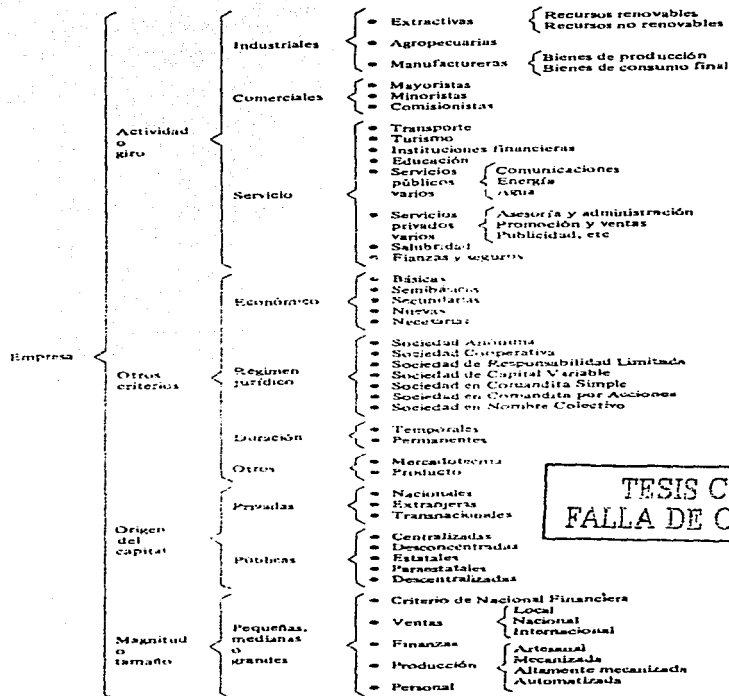 Empresa
Actividad
o
giro
Industriales
Extractivas
Recursos renovables
Recursos no renovables
Agropecuarias
Manufactureras
Bienes de producción
Bienes de consumo final
Comerciales
Mayoristas
Minoristas
Comisionistas
Servicio
Transporte
Turismo
Instituciones financieras
Educación
Servicios
públicos
varios
Comunicaciones
Energía
Agua
Servicios
privados
varios
Asesoría y administración
Promoción y ventas
Publicidad, etc
Salubridad
Fianzas y seguros
Otros
criterios
Económico
Básicas
Semibásicas
Secundarias
Nuevas
Necesarias
Régimen
jurídico
Sociedad Anónima
Sociedad Cooperativa
Sociedad de Responsabilidad Limitada
Sociedad de Capital Variable
Sociedad en Comandita Simple
Sociedad en Comandita por Acciones
Sociedad en Nombre Colectivo
Duración
Temporales
Permanentes
Otros
Mercadotecnia
Producto
Origen
del
capital
Privadas
Nacionales
Extranjeras
Transnacionales
Públicas
Centralizadas
Desconcentradas
Estatales
Paraestatales
Descentralizadas
Magnitud
o
tamaño
Pequeñas,
medianas
o
grandes
Criterio de Nacional Financiera
Ventas
Local
Nacional
Internacional
Finanzas
Producción
Artesanal
Mecanizada
Altamente mecanizada
Automatizada
Personal
TESIS C
FALLA DE